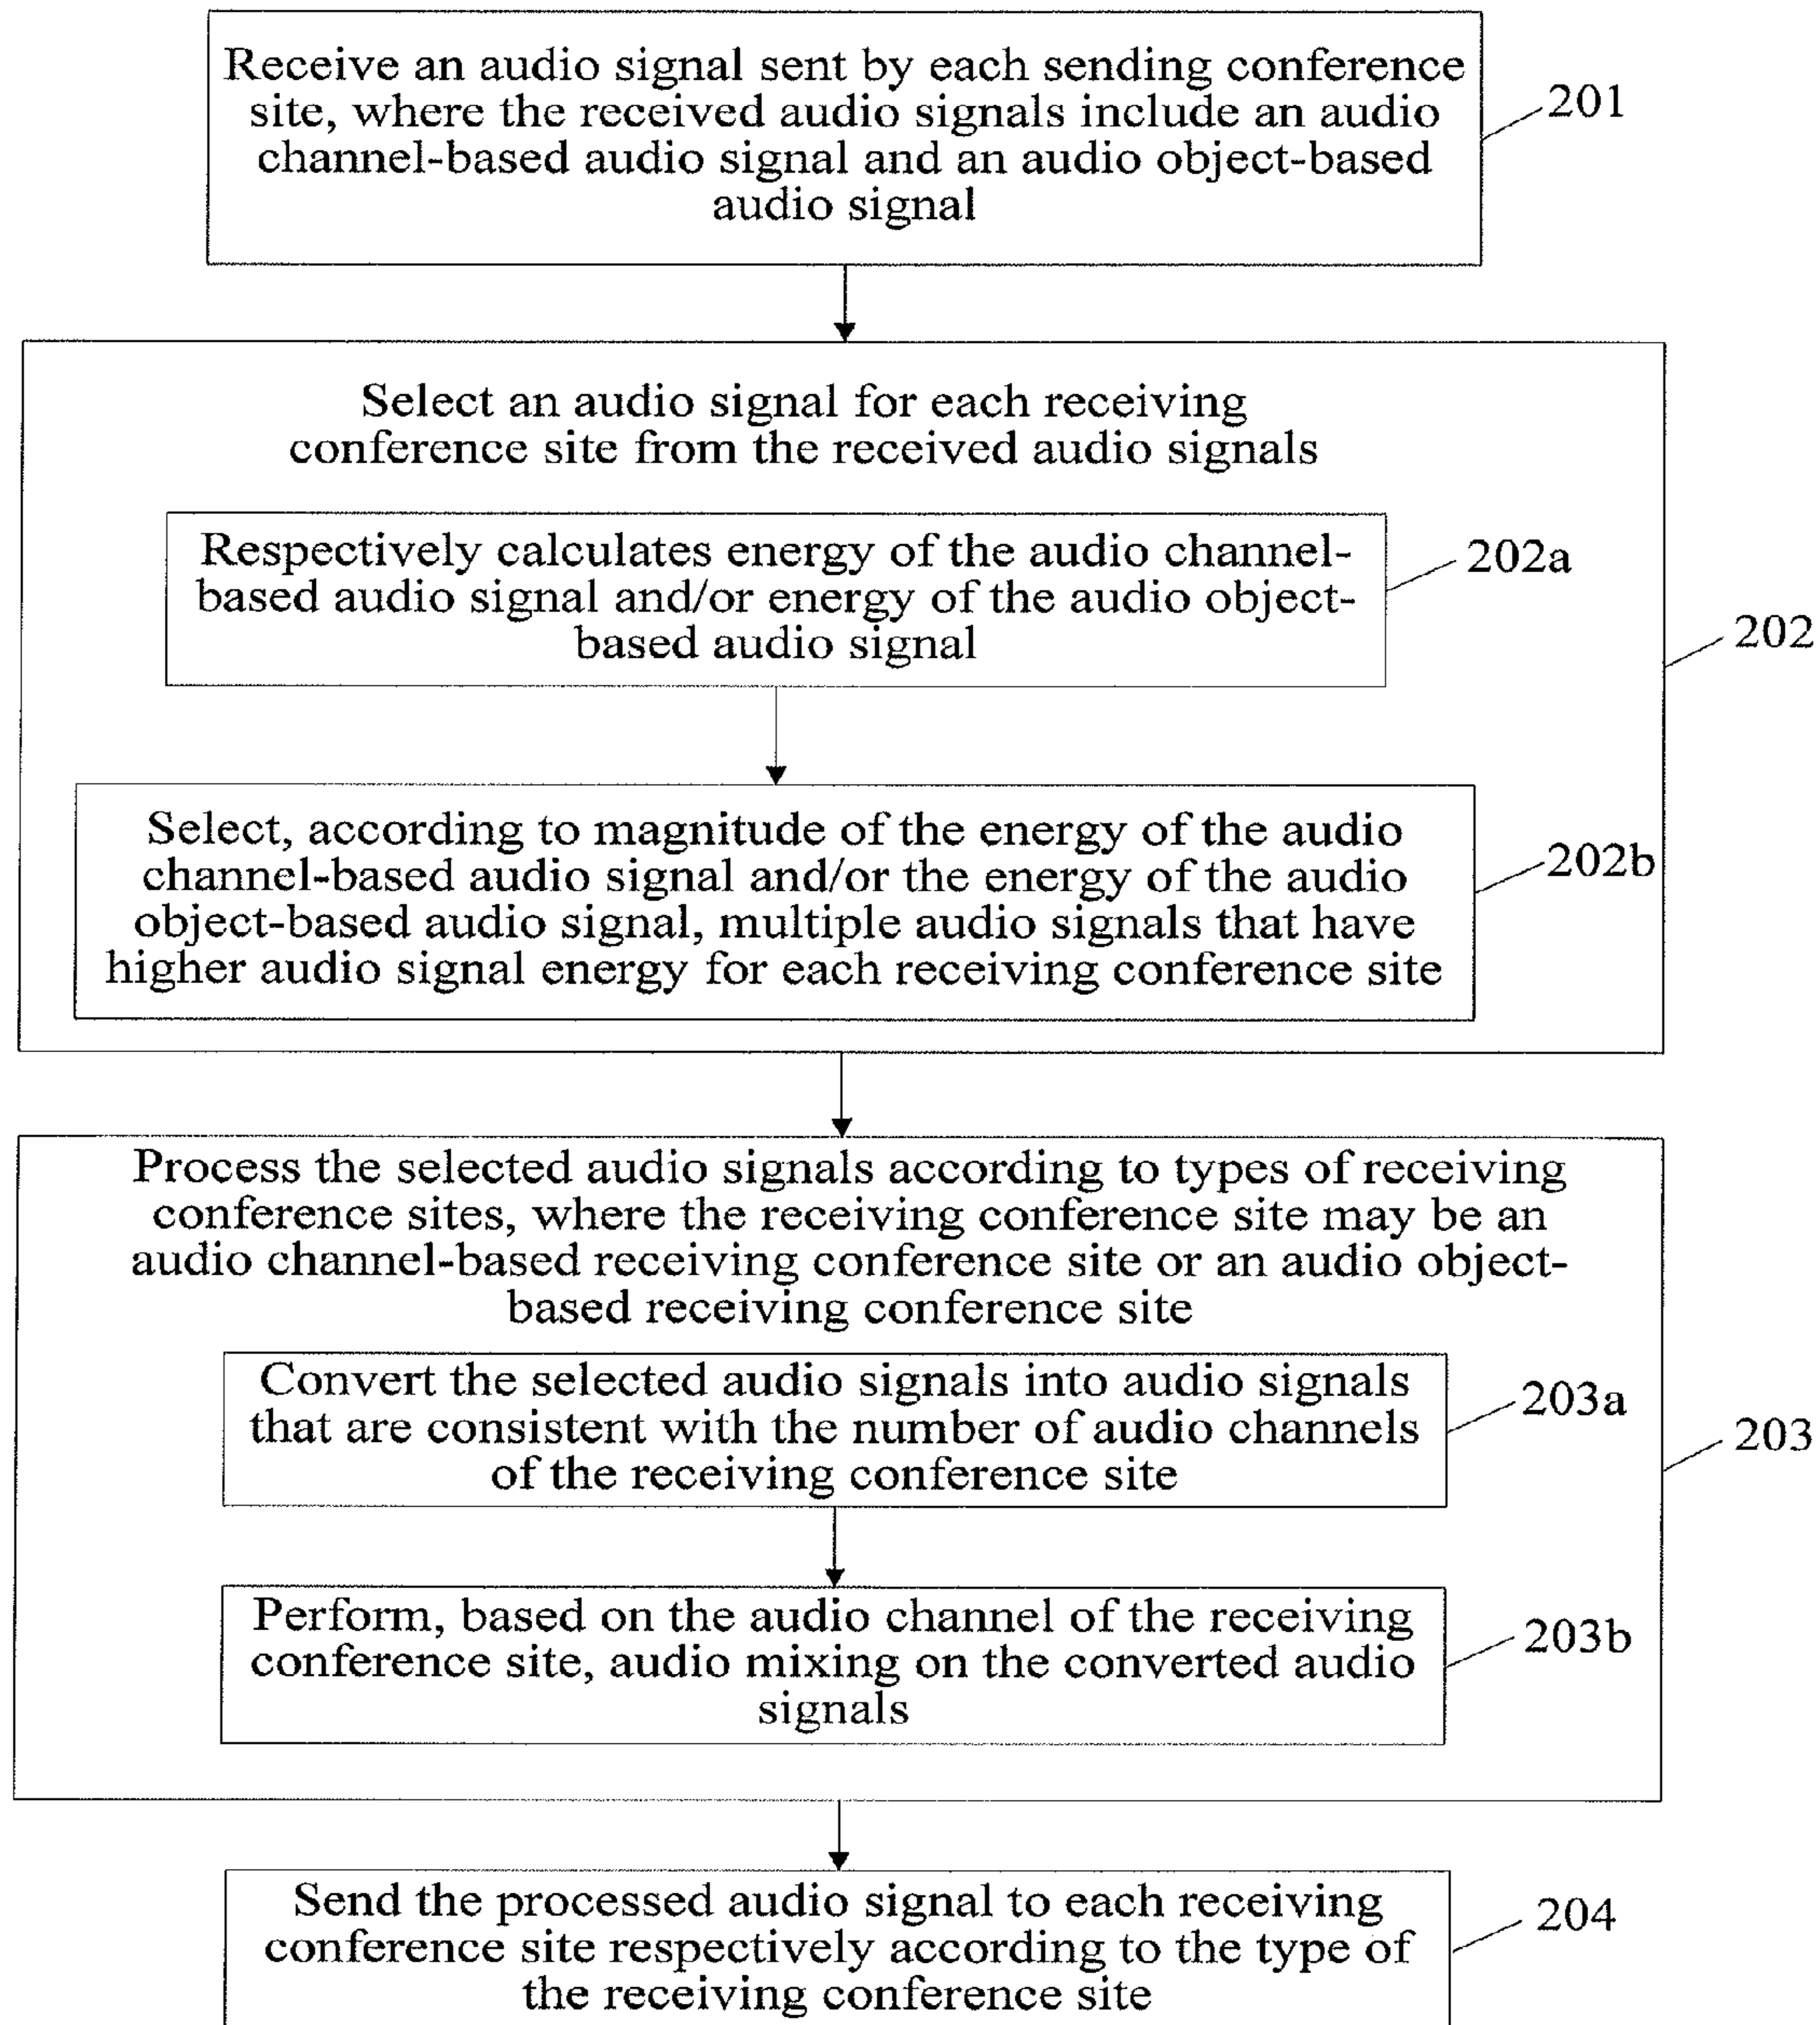 Receive an audio signal sent by each sending conference
site, where the received audio signals include an audio
channel-based audio signal and an audio object-based
audio signal
201
Select an audio signal for each receiving
conference site from the received audio signals
Respectively calculates energy of the audio channel-
based audio signal and/or energy of the audio object-
based audio signal
202a
202
Select, according to magnitude of the energy of the audio
channel-based audio signal and/or the energy of the audio
object-based audio signal, multiple audio signals that have
higher audio signal energy for each receiving conference site
202b
Process the selected audio signals according to types of receiving
conference sites, where the receiving conference site may be an
audio channel-based receiving conference site or an audio object-
based receiving conference site
Convert the selected audio signals into audio signals
that are consistent with the number of audio channels
of the receiving conference site
203a
203
Perform, based on the audio channel of the receiving
conference site, audio mixing on the converted audio
signals
203b
Send the processed audio signal to each receiving
conference site respectively according to the type of
the receiving conference site
204